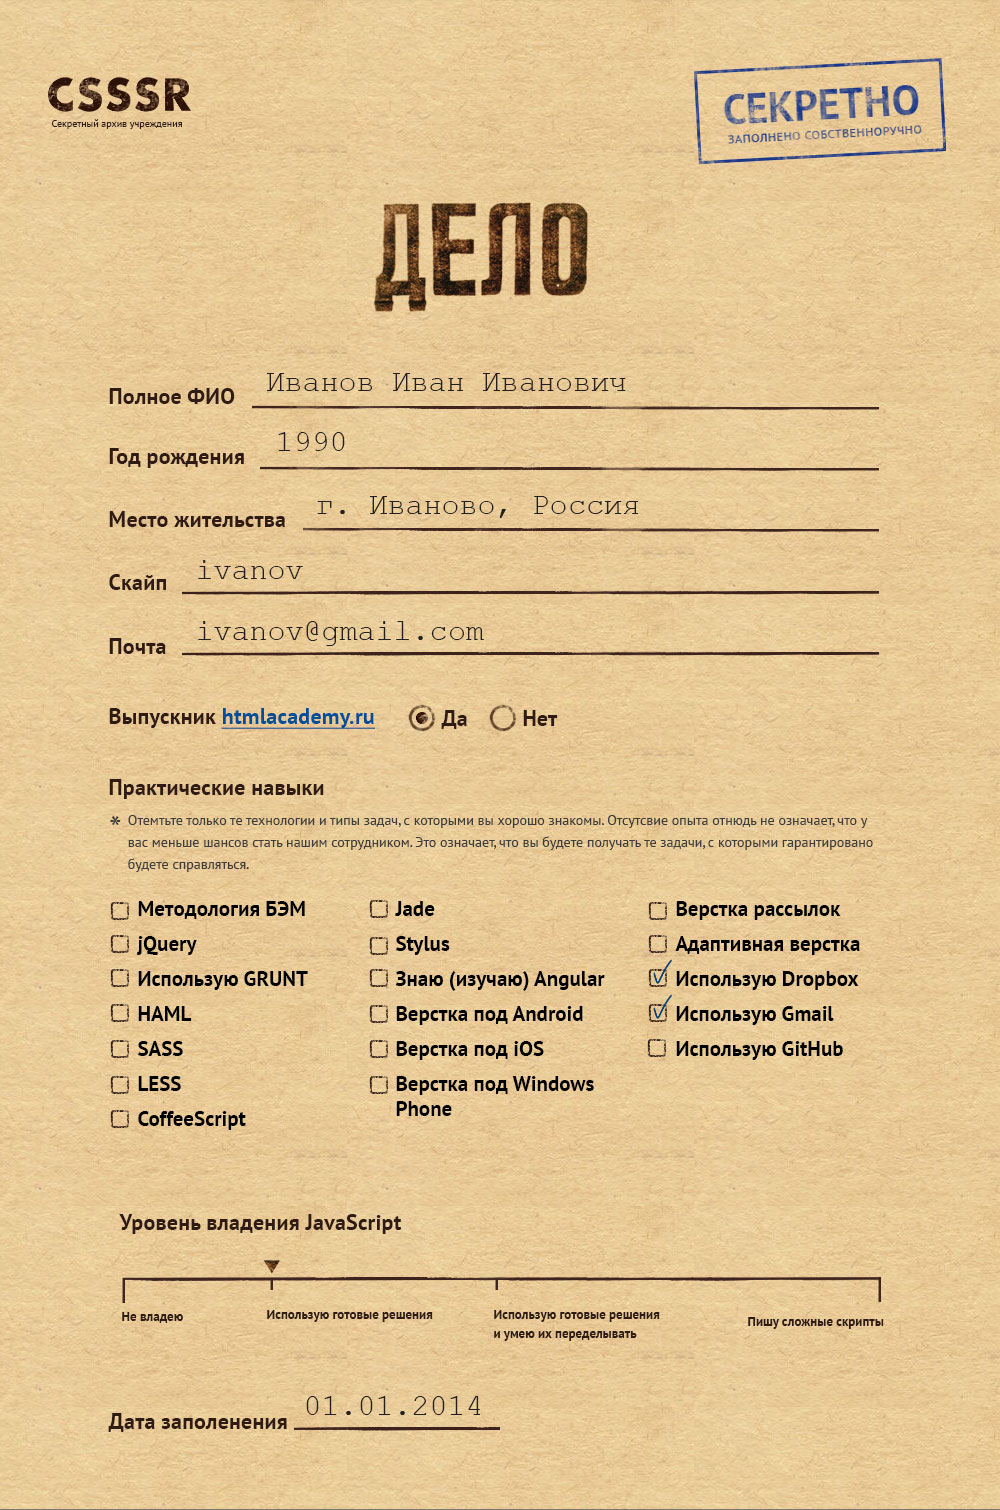 CSSSR
Секретный архив учреждения
СЕКРЕТНО
ЗАПОЛНЕНО СОБСТВЕННОРУЧНО
ДЕЛО
Полное ФИО Иванов Иван Иванович
Год рождения 1990
Место жительства г. Иваново, Россия
Скайп ivanov
Почта ivanov@gmail.com
Выпускник htmlacademy.ru Да Нет
Практические навыки
* Отемтьте только те технологии и типы задач, с которыми вы хорошо знакомы. Отсутсвие опыта отнюдь не означает, что у
вас меньше шансов стать нашим сотрудником. Это означает, что вы будете получать те задачи, с которыми гарантировано
будете справляться.
Методология БЭМ
jQuery
Использую GRUNT
HAML
SASS
LESS
CoffeeScript
Jade
Stylus
Знаю (изучаю) Angular
Верстка под Android
Верстка под iOS
Верстка под Windows
Phone
Верстка рассылок
Адаптивная верстка
Использую Dropbox
Использую Gmail
Использую GitHub
Уровень владения JavaScript
Не владею
Использую готовые решения
Использую готовые решения
и умею их переделывать
Пишу сложные скрипты
Дата заполенения 01.01.2014